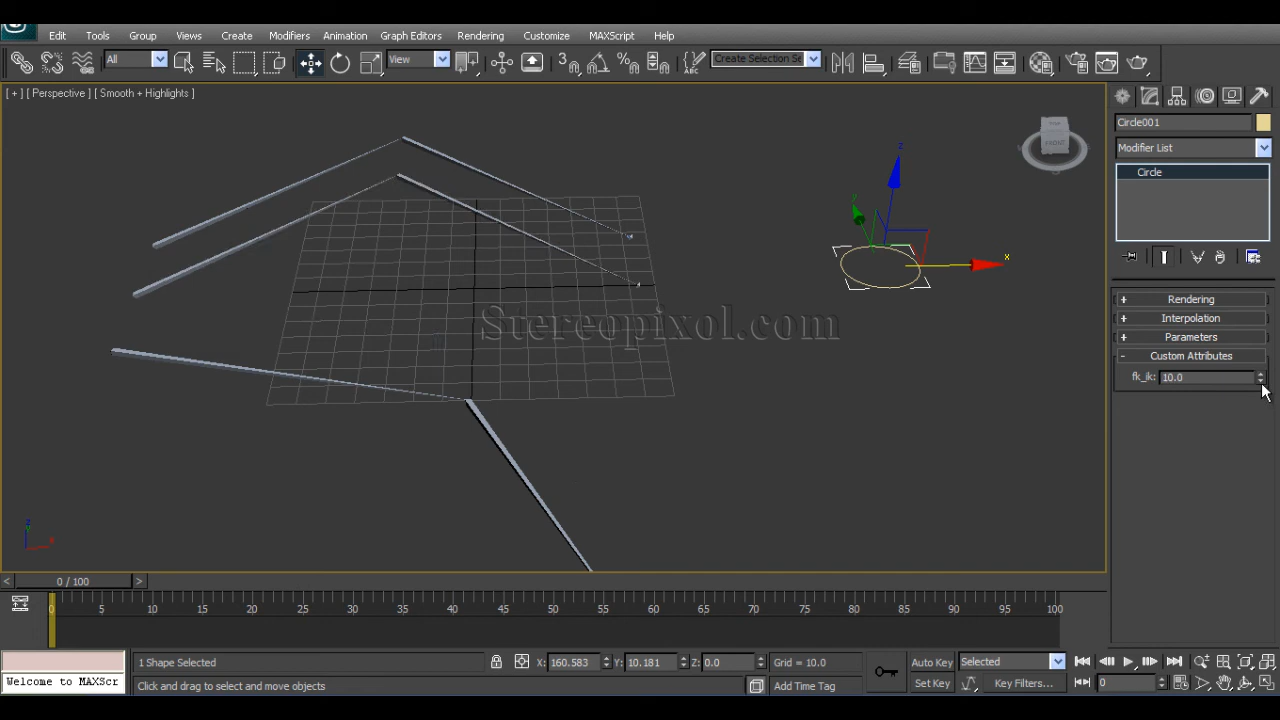 Edit Tools Group Views Create Modifiers Animation Graph Editors Rendering Customize MAXScript Help
All View 3 Create Selection Se
[ + ] [ Perspective ] [ Smooth + Highlights ]
Circle001
Modifier List
Circle
z
x
FRONT
Rendering
Interpolation
Parameters
Custom Attributes
fk_ik: 10.0
Stereopixol.com
z
x
< 0 / 100 >
0 5 10 15 20 25 30 35 40 45 50 55 60 65 70 75 80 85 90 95 100
1 Shape Selected X: 160.583 Y: 10.181 Z: 0.0 Grid = 10.0 Auto Key Selected
Welcome to MAXScr Click and drag to select and move objects Add Time Tag Set Key Key Filters... 0